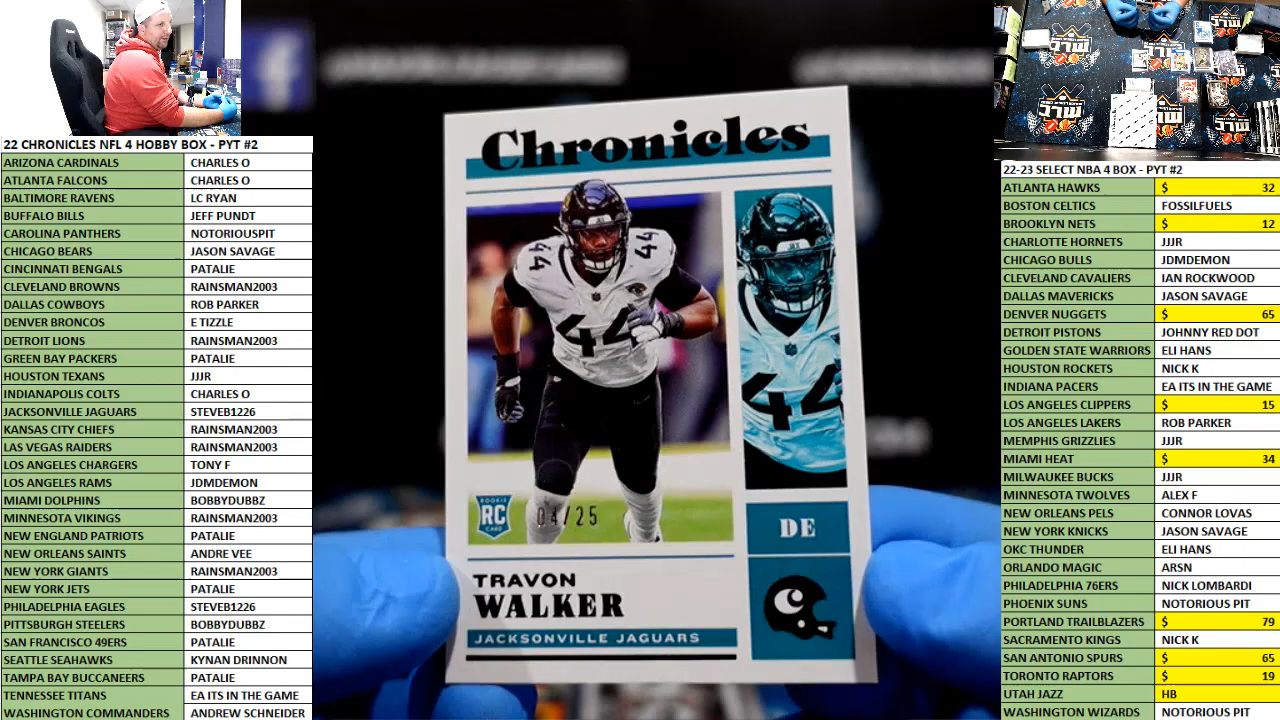 22 CHRONICLES NFL 4 HOBBY BOX - PYT #2
ARIZONA CARDINALS CHARLES O
ATLANTA FALCONS CHARLES O
BALTIMORE RAVENS LC RYAN
BUFFALO BILLS JEFF PUNDT
CAROLINA PANTHERS NOTORIOUSPIT
CHICAGO BEARS JASON SAVAGE
CINCINNATI BENGALS PATALIE
CLEVELAND BROWNS RAINSMAN2003
DALLAS COWBOYS ROB PARKER
DENVER BRONCOS E TIZZLE
DETROIT LIONS RAINSMAN2003
GREEN BAY PACKERS PATALIE
HOUSTON TEXANS JJJR
INDIANAPOLIS COLTS CHARLES O
JACKSONVILLE JAGUARS STEVEB1226
KANSAS CITY CHIEFS RAINSMAN2003
LAS VEGAS RAIDERS RAINSMAN2003
LOS ANGELES CHARGERS TONY F
LOS ANGELES RAMS JDMDEMON
MIAMI DOLPHINS BOBBYDUBBZ
MINNESOTA VIKINGS RAINSMAN2003
NEW ENGLAND PATRIOTS PATALIE
NEW ORLEANS SAINTS ANDRE VEE
NEW YORK GIANTS RAINSMAN2003
NEW YORK JETS PATALIE
PHILADELPHIA EAGLES STEVEB1226
PITTSBURGH STEELERS BOBBYDUBBZ
SAN FRANCISCO 49ERS PATALIE
SEATTLE SEAHAWKS KYNAN DRINNON
TAMPA BAY BUCCANEERS PATALIE
TENNESSEE TITANS EA ITS IN THE GAME
WASHINGTON COMMANDERS ANDREW SCHNEIDER
Chronicles
44
44
44
44
ROOKIE
RC
CARD
04/25
DE
TRAVON
WALKER
JACKSONVILLE JAGUARS
22-23 SELECT NBA 4 BOX - PYT #2
ATLANTA HAWKS $ 32
BOSTON CELTICS FOSSILFUELS
BROOKLYN NETS $ 12
CHARLOTTE HORNETS JJJR
CHICAGO BULLS JDMDEMON
CLEVELAND CAVALIERS IAN ROCKWOOD
DALLAS MAVERICKS JASON SAVAGE
DENVER NUGGETS $ 65
DETROIT PISTONS JOHNNY RED DOT
GOLDEN STATE WARRIORS ELI HANS
HOUSTON ROCKETS NICK K
INDIANA PACERS EA ITS IN THE GAME
LOS ANGELES CLIPPERS $ 15
LOS ANGELES LAKERS ROB PARKER
MEMPHIS GRIZZLIES JJJR
MIAMI HEAT $ 34
MILWAUKEE BUCKS JJJR
MINNESOTA TWOLVES ALEX F
NEW ORLEANS PELS CONNOR LOVAS
NEW YORK KNICKS JASON SAVAGE
OKC THUNDER ELI HANS
ORLANDO MAGIC ARSN
PHILADELPHIA 76ERS NICK LOMBARDI
PHOENIX SUNS NOTORIOUS PIT
PORTLAND TRAILBLAZERS $ 79
SACRAMENTO KINGS NICK K
SAN ANTONIO SPURS $ 65
TORONTO RAPTORS $ 19
UTAH JAZZ HB
WASHINGTON WIZARDS NOTORIOUS PIT